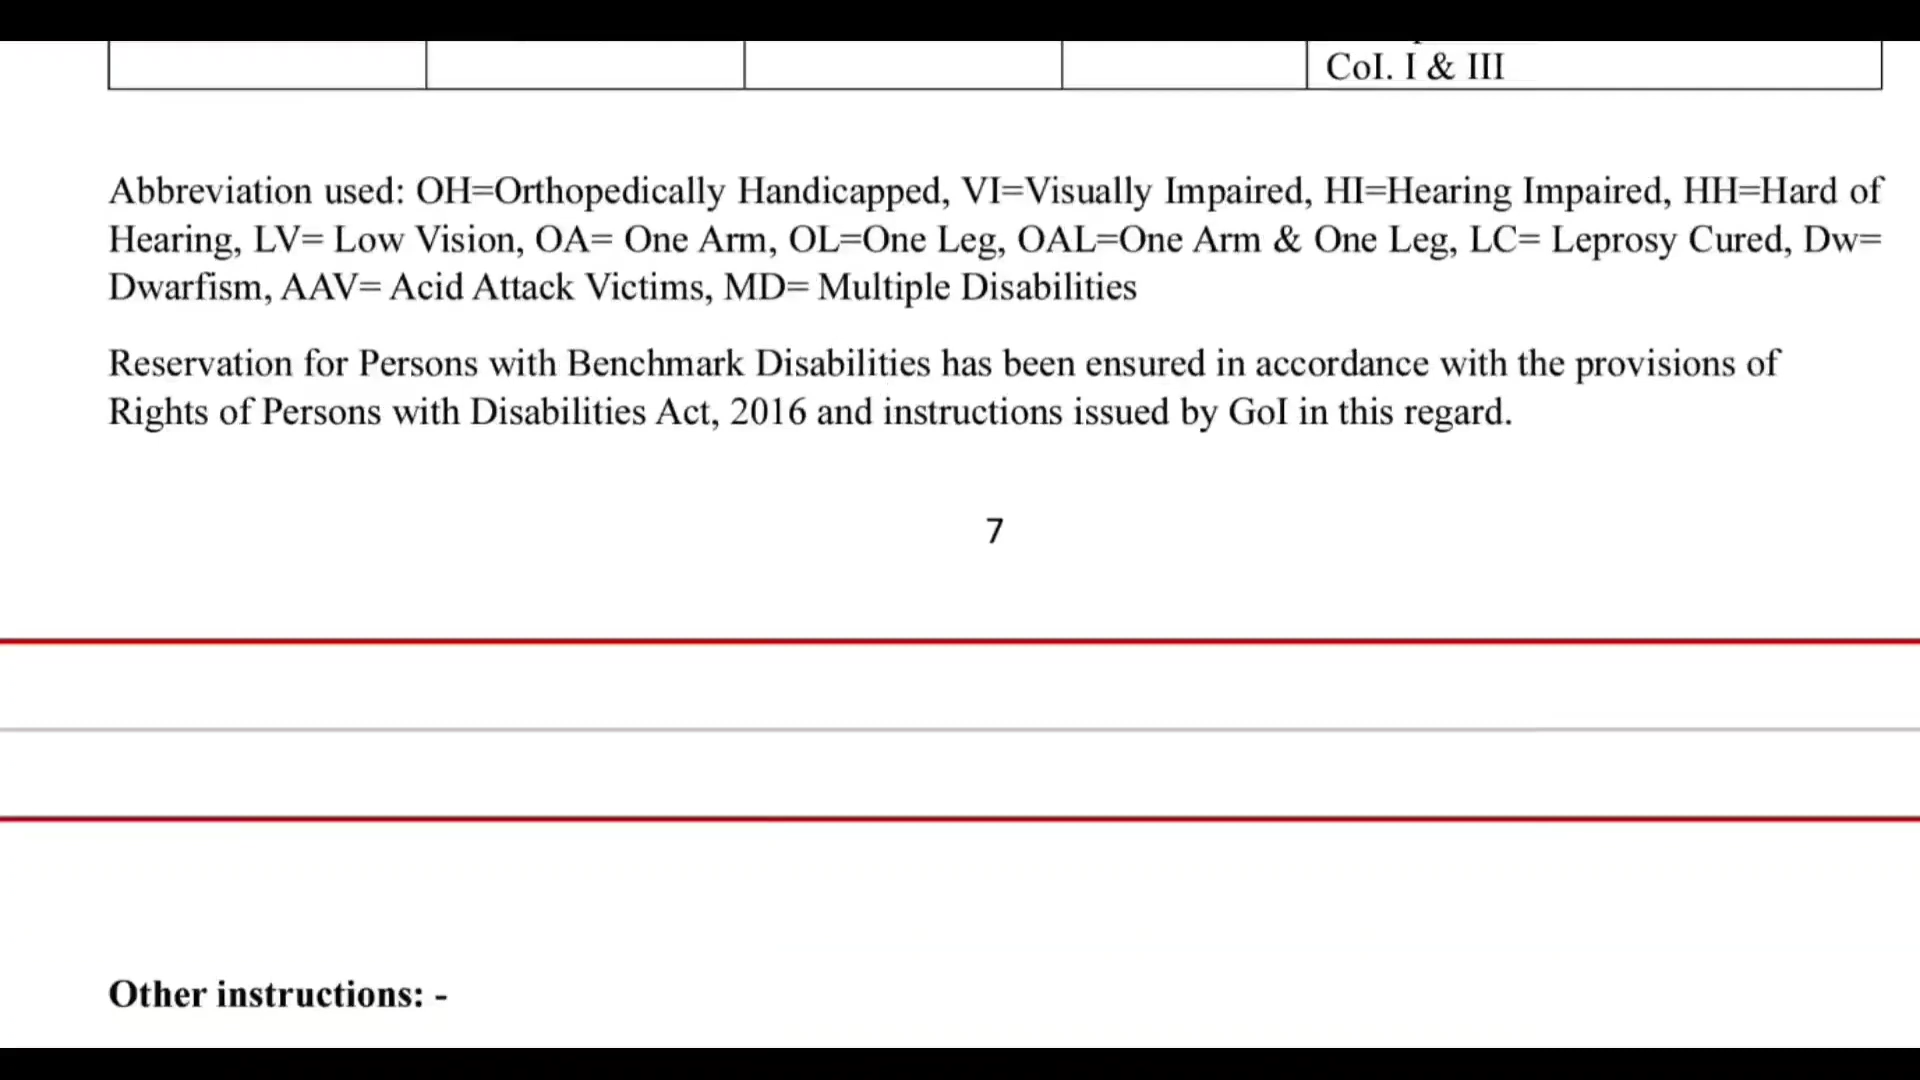 CoI. I & III
Abbreviation used: OH=Orthopedically Handicapped, VI=Visually Impaired, HI=Hearing Impaired, HH=Hard of
Hearing, LV= Low Vision, OA= One Arm, OL=One Leg, OAL=One Arm & One Leg, LC= Leprosy Cured, Dw=
Dwarfism, AAV= Acid Attack Victims, MD= Multiple Disabilities
Reservation for Persons with Benchmark Disabilities has been ensured in accordance with the provisions of
Rights of Persons with Disabilities Act, 2016 and instructions issued by GoI in this regard.
7
Other instructions: -